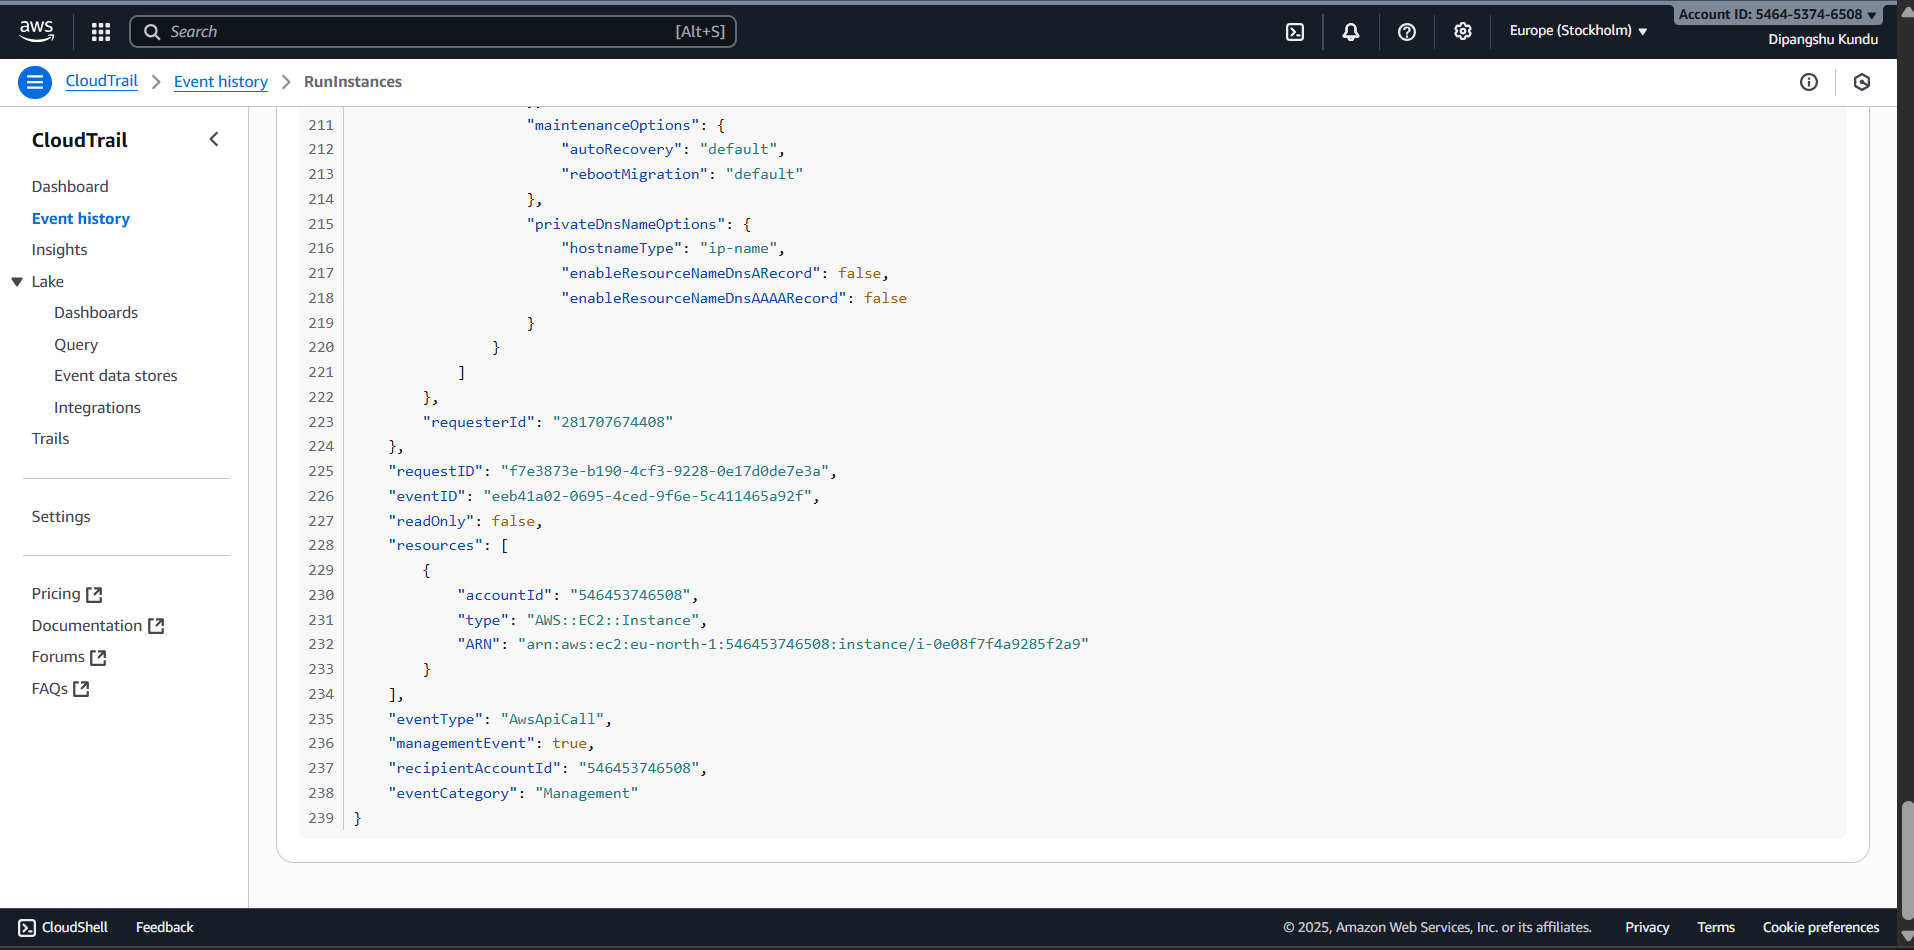 aws
Search
[Alt+S]
Europe (Stockholm)
Account ID: 5464-5374-6508
Dipangshu Kundu
CloudTrail
Event history
RunInstances
CloudTrail
Dashboard
Event history
Insights
Lake
Dashboards
Query
Event data stores
Integrations
Trails
Settings
Pricing
Documentation
Forums
FAQs
211 "maintenanceOptions": {
212 "autoRecovery": "default",
213 "rebootMigration": "default"
214 },
215 "privateDnsNameOptions": {
216 "hostnameType": "ip-name",
217 "enableResourceNameDnsARecord": false,
218 "enableResourceNameDnsAAAARecord": false
219 }
220 }
221 ]
222 },
223 "requesterId": "281707674408"
224 },
225 "requestID": "f7e3873e-b190-4cf3-9228-0e17d0de7e3a",
226 "eventID": "eeb41a02-0695-4ced-9f6e-5c411465a92f",
227 "readOnly": false,
228 "resources": [
229 {
230 "accountId": "546453746508",
231 "type": "AWS::EC2::Instance",
232 "ARN": "arn:aws:ec2:eu-north-1:546453746508:instance/i-0e08f7f4a9285f2a9"
233 }
234 ],
235 "eventType": "AwsApiCall",
236 "managementEvent": true,
237 "recipientAccountId": "546453746508",
238 "eventCategory": "Management"
239 }
CloudShell
Feedback
© 2025, Amazon Web Services, Inc. or its affiliates.
Privacy
Terms
Cookie preferences